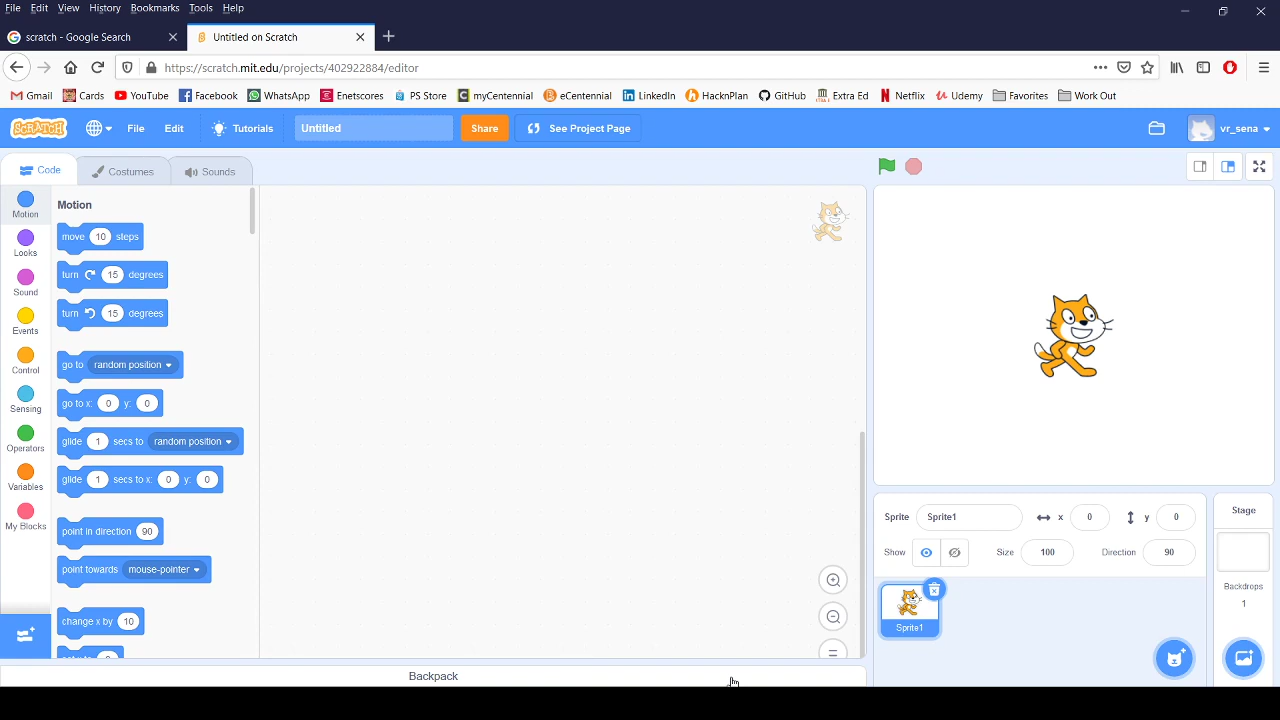 File Edit View History Bookmarks Tools Help
scratch - Google Search Untitled on Scratch
https://scratch.mit.edu/projects/402922884/editor
Gmail Cards YouTube Facebook WhatsApp Enetscores PS Store myCentennial eCentennial LinkedIn HacknPlan GitHub Extra Ed Netflix Udemy Favorites Work Out
SCRATCH File Edit Tutorials Untitled Share See Project Page vr_sena
Code Costumes Sounds
Motion
Looks
Sound
Events
Control
Sensing
Operators
Variables
My Blocks
Motion
move 10 steps
turn 15 degrees
turn 15 degrees
go to random position
go to x: 0 y: 0
glide 1 secs to random position
glide 1 secs to x: 0 y: 0
point in direction 90
point towards mouse-pointer
change x by 10
Backpack
Sprite Sprite1 x 0 y 0
Show Size 100 Direction 90
Sprite1
Stage
Backdrops
1